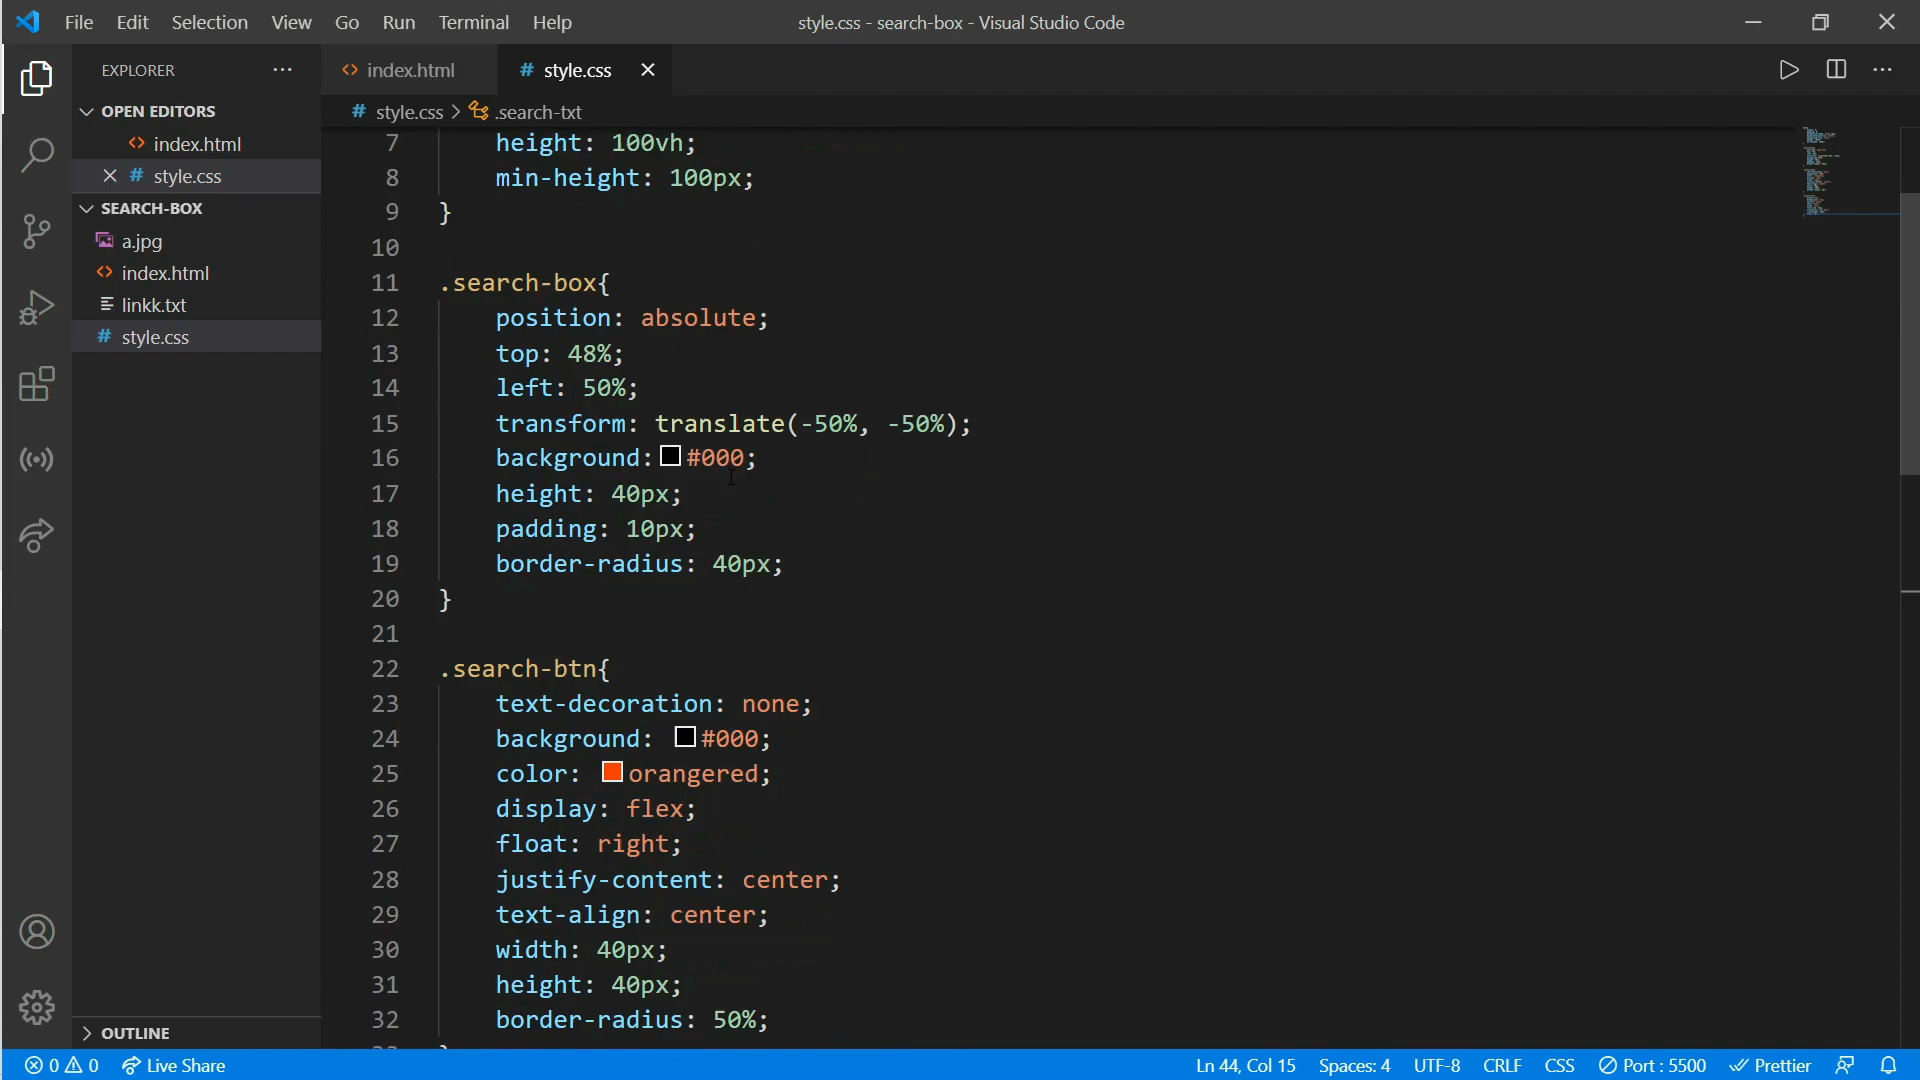 File Edit Selection View Go Run Terminal Help
style.css - search-box - Visual Studio Code
EXPLORER
OPEN EDITORS
index.html
style.css
SEARCH-BOX
a.jpg
index.html
linkk.txt
style.css
OUTLINE
index.html
style.css
style.css > .search-txt
7 height: 100vh;
8 min-height: 100px;
9 }
10
11 .search-box{
12 position: absolute;
13 top: 48%;
14 left: 50%;
15 transform: translate(-50%, -50%);
16 background: #000;
17 height: 40px;
18 padding: 10px;
19 border-radius: 40px;
20 }
21
22 .search-btn{
23 text-decoration: none;
24 background: #000;
25 color: orangered;
26 display: flex;
27 float: right;
28 justify-content: center;
29 text-align: center;
30 width: 40px;
31 height: 40px;
32 border-radius: 50%;
0 0 Live Share
Ln 44, Col 15 Spaces: 4 UTF-8 CRLF CSS Port : 5500 Prettier